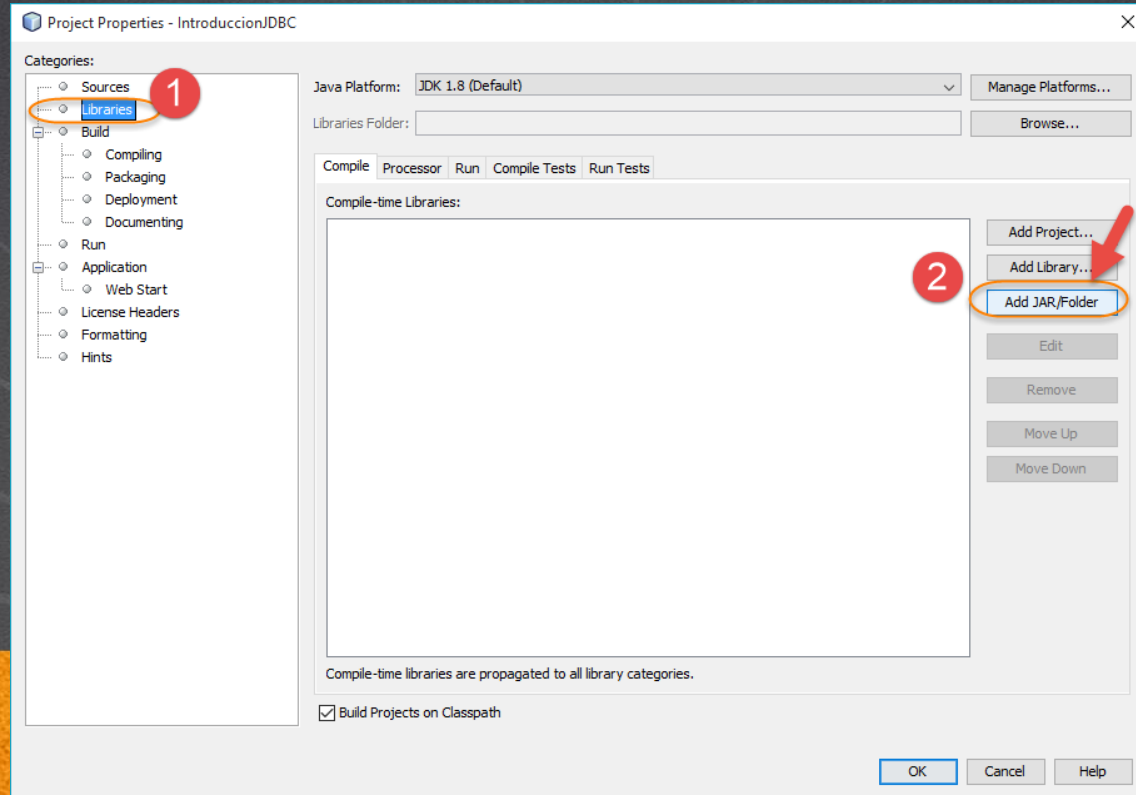 Project Properties - IntroduccionJDBC
Categories:
Sources
Libraries
Build
Compiling
Packaging
Deployment
Documenting
Run
Application
Web Start
License Headers
Formatting
Hints
1
Java Platform: JDK 1.8 (Default) Manage Platforms...
Libraries Folder: Browse...
Compile Processor Run Compile Tests Run Tests
Compile-time Libraries:
Add Project...
Add Library...
2
Add JAR/Folder
Edit
Remove
Move Up
Move Down
Compile-time libraries are propagated to all library categories.
Build Projects on Classpath
OK Cancel Help